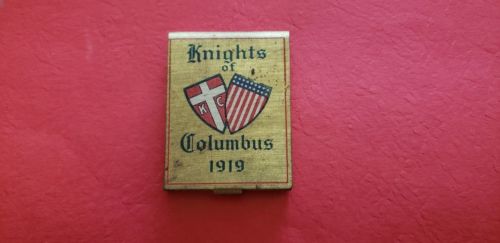 Knights
of
K C
Columbus
1919